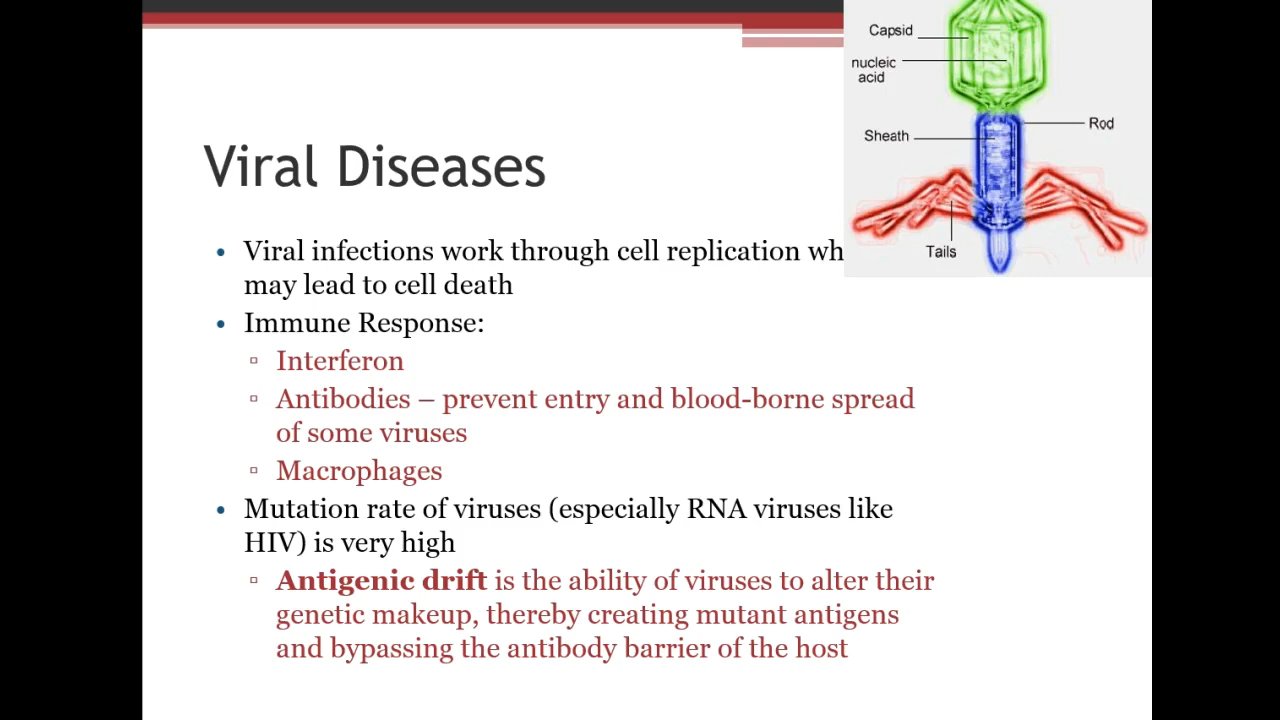 Capsid
nucleic
acid
Sheath
Rod
Tails
Viral Diseases
• Viral infections work through cell replication wh
may lead to cell death
• Immune Response:
▫ Interferon
▫ Antibodies – prevent entry and blood-borne spread
of some viruses
▫ Macrophages
• Mutation rate of viruses (especially RNA viruses like
HIV) is very high
▫ Antigenic drift is the ability of viruses to alter their
genetic makeup, thereby creating mutant antigens
and bypassing the antibody barrier of the host